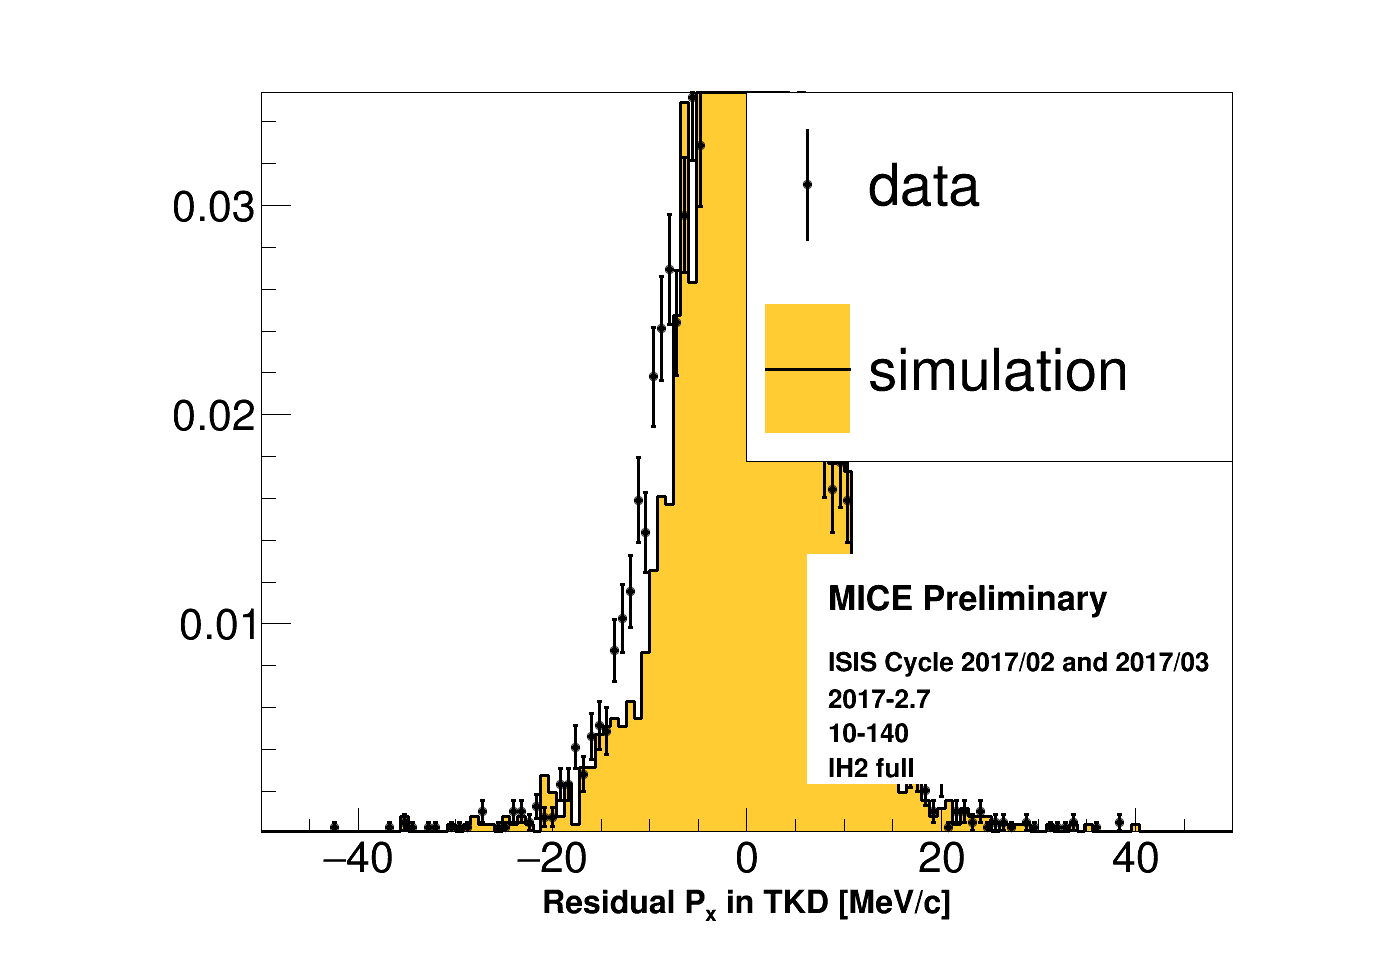 data
0.03
simulation
0.02
0.01
MICE Preliminary
ISIS Cycle 2017/02 and 2017/03
2017-2.7
10-140
IH2 full
−40 −20 0 20 40
Residual Px in TKD [MeV/c]